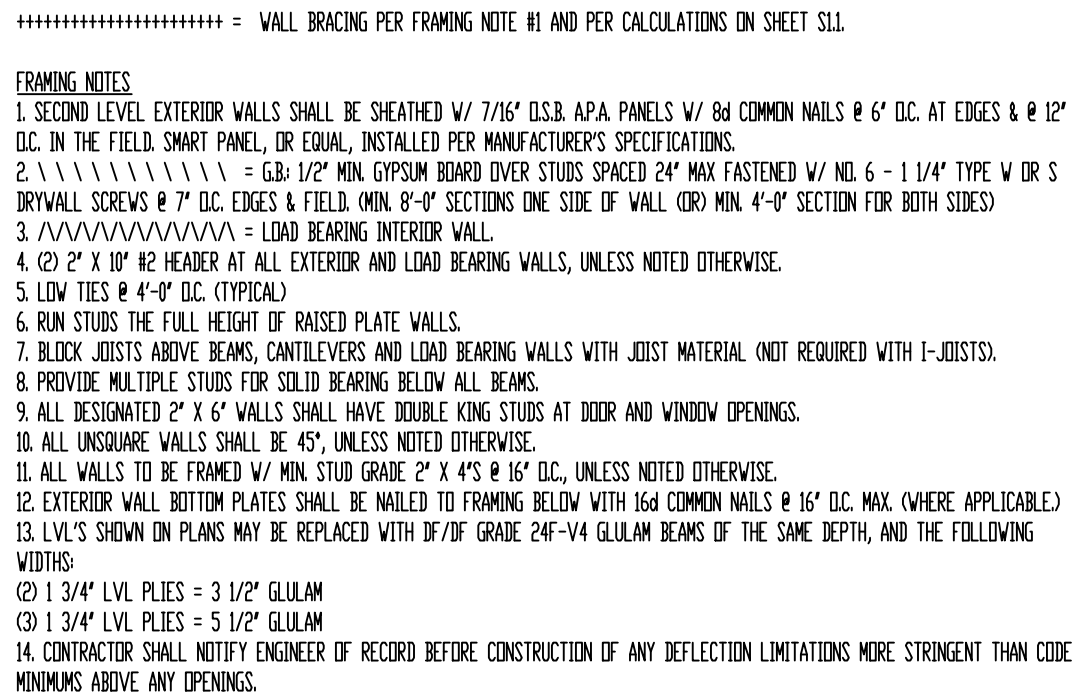 +++++++++++++++++++++++ = WALL BRACING PER FRAMING NOTE #1 AND PER CALCULATIONS ON SHEET S1.1.
FRAMING NOTES
1. SECOND LEVEL EXTERIOR WALLS SHALL BE SHEATHED W/ 7/16" O.S.B. A.P.A. PANELS W/ 8d COMMON NAILS @ 6" O.C. AT EDGES & @ 12"
O.C. IN THE FIELD. SMART PANEL, OR EQUAL, INSTALLED PER MANUFACTURER'S SPECIFICATIONS.
2. \ \ \ \ \ \ \ \ \ \ \ = G.B.: 1/2" MIN. GYPSUM BOARD OVER STUDS SPACED 24" MAX FASTENED W/ NO. 6 - 1 1/4" TYPE W OR S
DRYWALL SCREWS @ 7" O.C. EDGES & FIELD. (MIN. 8'-0" SECTIONS ONE SIDE OF WALL (OR) MIN. 4'-0" SECTION FOR BOTH SIDES)
3. /\/\/\/\/\/\/\/\/\/\/\/\/\ = LOAD BEARING INTERIOR WALL.
4. (2) 2" X 10" #2 HEADER AT ALL EXTERIOR AND LOAD BEARING WALLS, UNLESS NOTED OTHERWISE.
5. LOW TIES @ 4'-0" O.C. (TYPICAL)
6. RUN STUDS THE FULL HEIGHT OF RAISED PLATE WALLS.
7. BLOCK JOISTS ABOVE BEAMS, CANTILEVERS AND LOAD BEARING WALLS WITH JOIST MATERIAL (NOT REQUIRED WITH I-JOISTS).
8. PROVIDE MULTIPLE STUDS FOR SOLID BEARING BELOW ALL BEAMS.
9. ALL DESIGNATED 2" X 6" WALLS SHALL HAVE DOUBLE KING STUDS AT DOOR AND WINDOW OPENINGS.
10. ALL UNSQUARE WALLS SHALL BE 45°, UNLESS NOTED OTHERWISE.
11. ALL WALLS TO BE FRAMED W/ MIN. STUD GRADE 2" X 4"S @ 16" O.C., UNLESS NOTED OTHERWISE.
12. EXTERIOR WALL BOTTOM PLATES SHALL BE NAILED TO FRAMING BELOW WITH 16d COMMON NAILS @ 16" O.C. MAX. (WHERE APPLICABLE.)
13. LVL'S SHOWN ON PLANS MAY BE REPLACED WITH DF/DF GRADE 24F-V4 GLULAM BEAMS OF THE SAME DEPTH, AND THE FOLLOWING
WIDTHS:
(2) 1 3/4" LVL PLIES = 3 1/2" GLULAM
(3) 1 3/4" LVL PLIES = 5 1/2" GLULAM
14. CONTRACTOR SHALL NOTIFY ENGINEER OF RECORD BEFORE CONSTRUCTION OF ANY DEFLECTION LIMITATIONS MORE STRINGENT THAN CODE
MINIMUMS ABOVE ANY OPENINGS.